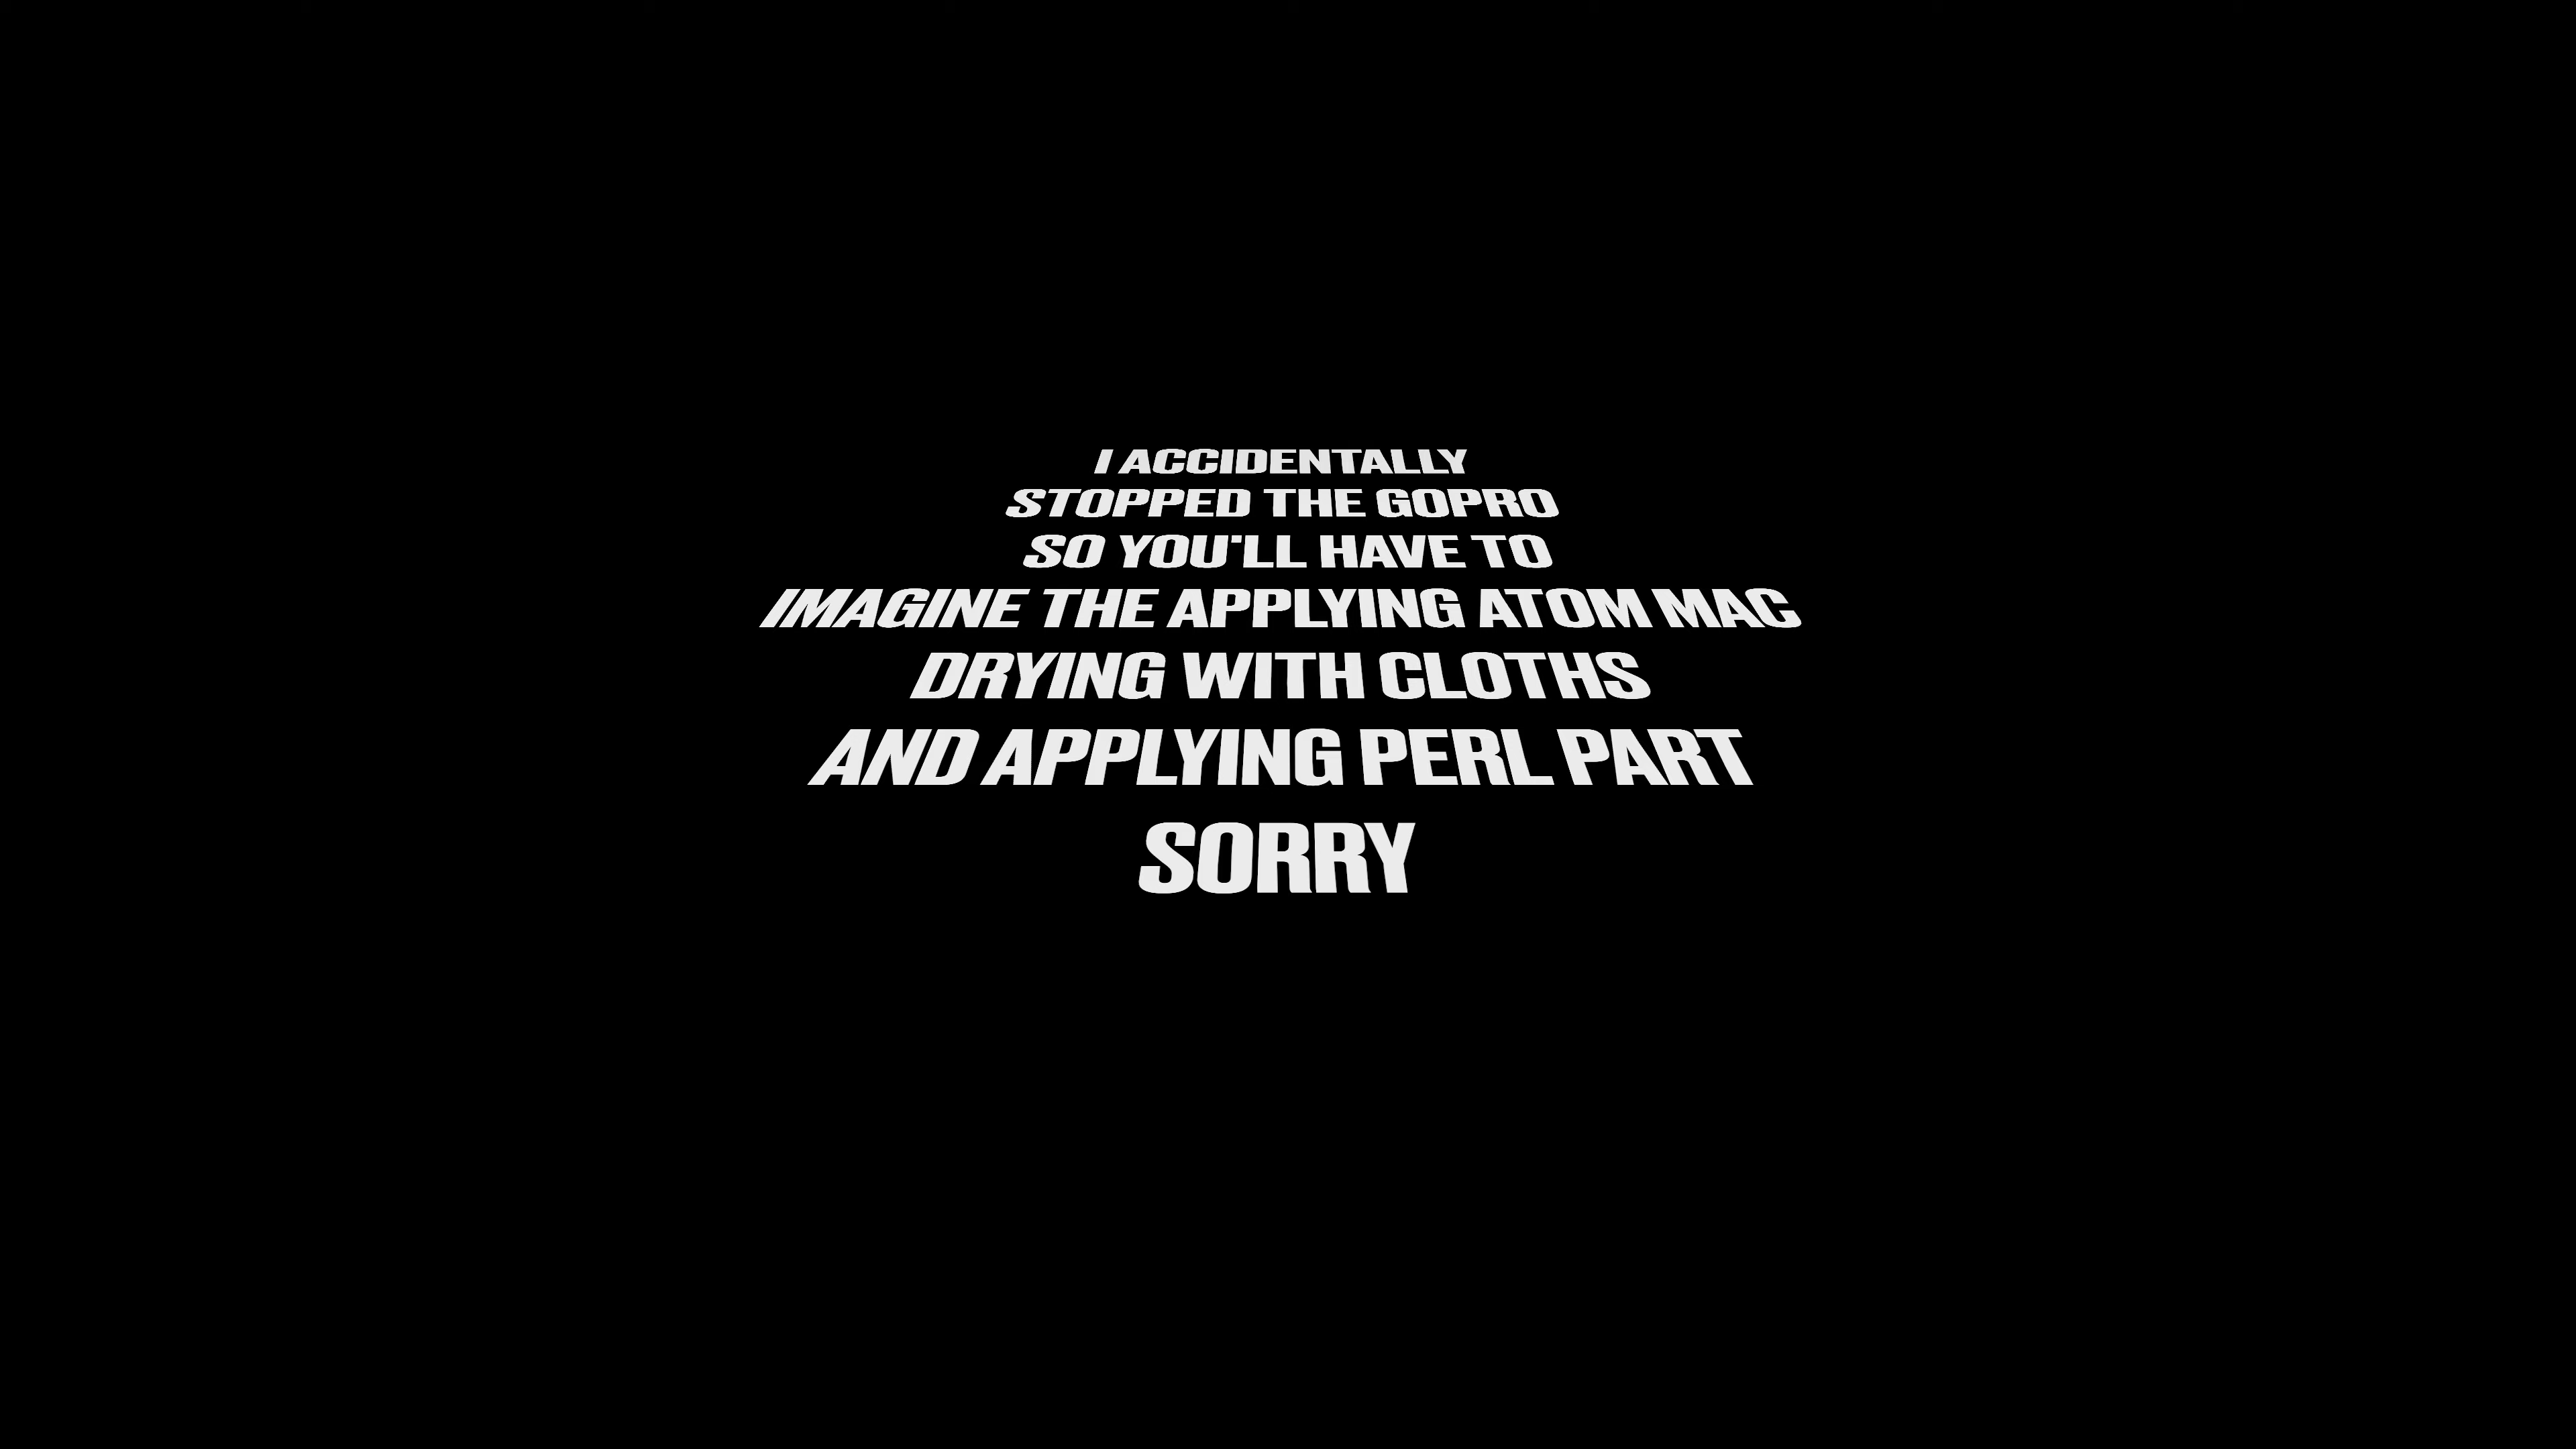 I ACCIDENTALLY
STOPPED THE GOPRO
SO YOU'LL HAVE TO
IMAGINE THE APPLYING ATOM MAC
DRYING WITH CLOTHS
AND APPLYING PERL PART
SORRY